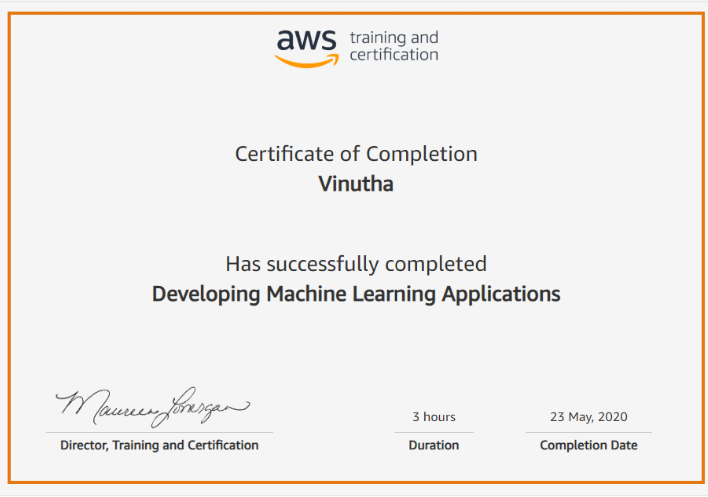 aws training and
certification
Certificate of Completion
Vinutha
Has successfully completed
Developing Machine Learning Applications
Maureen Lonergan
3 hours
23 May, 2020
Director, Training and Certification
Duration
Completion Date